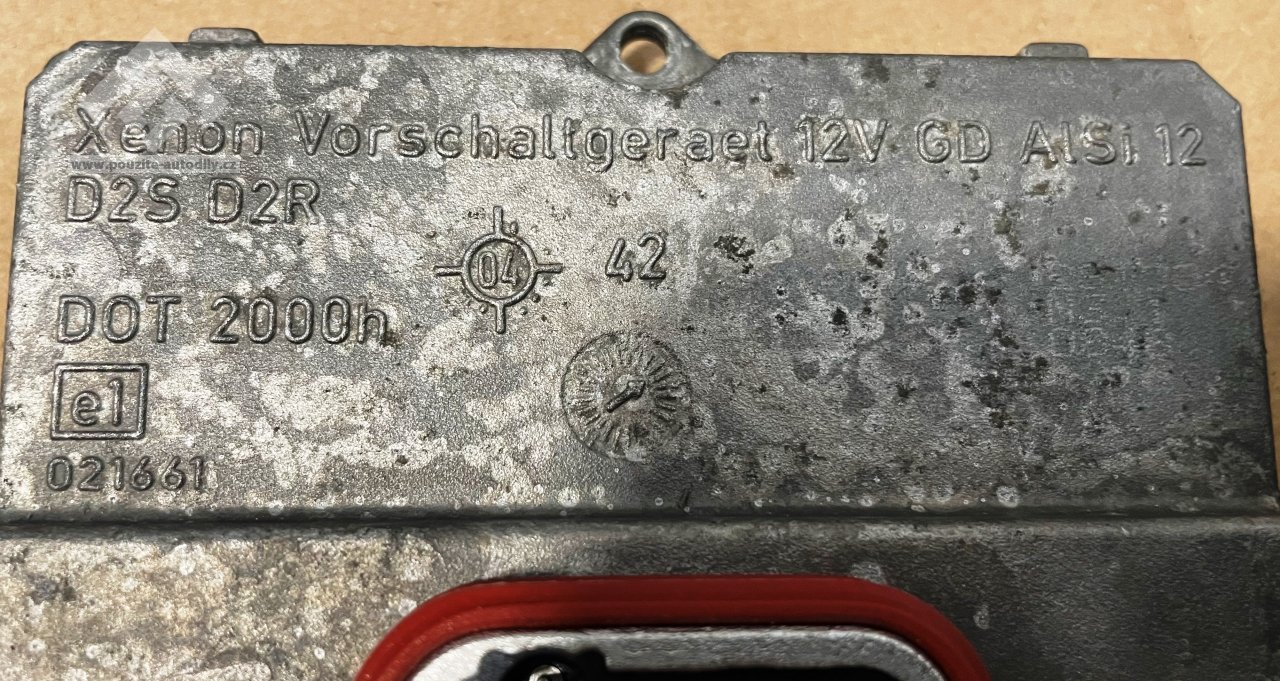 Xenon Vorschaltgeraet 12V GD AlSi 12
www.pouzite-autodily.cz
D2S D2R
04 42
DOT 2000h
e1
021661